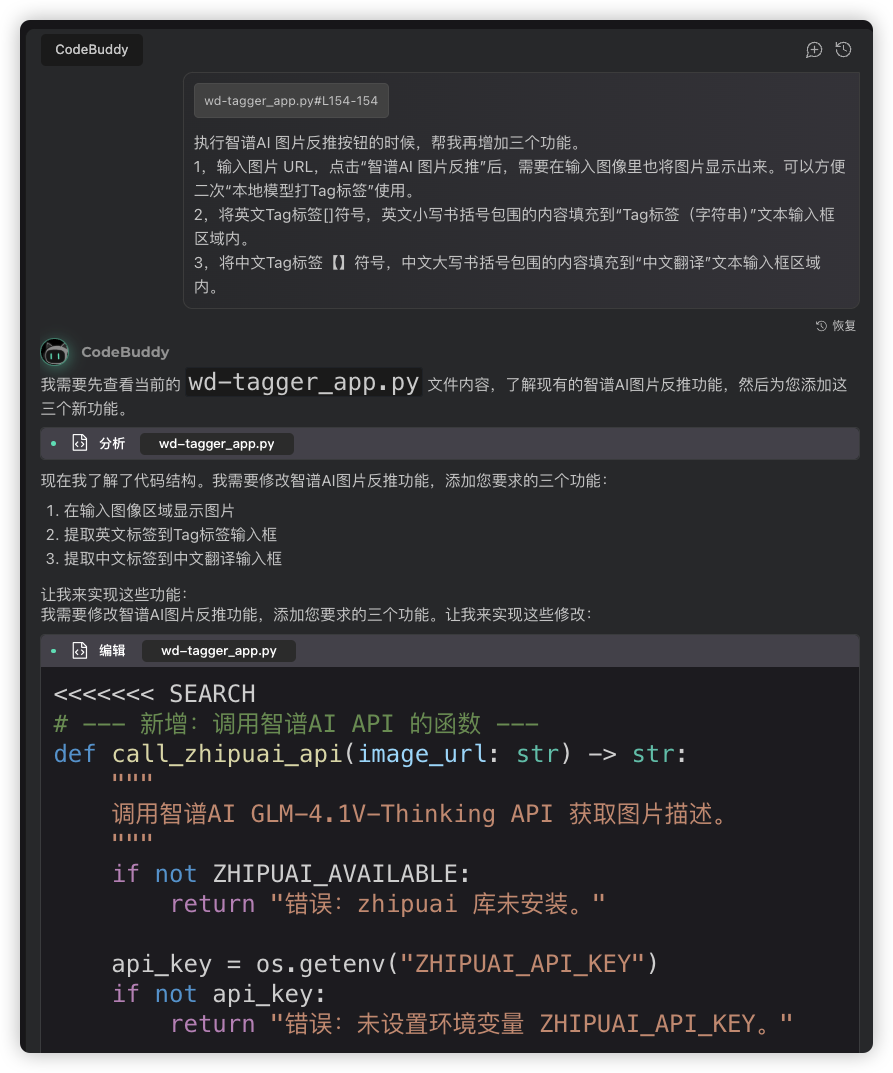 CodeBuddy
wd-tagger_app.py#L154-154
执行智谱AI 图片反推按钮的时候，帮我再增加三个功能。
1，输入图片 URL，点击“智谱AI 图片反推”后，需要在输入图像里也将图片显示出来。可以方便
二次“本地模型打Tag标签”使用。
2，将英文Tag标签[]符号，英文小写书括号包围的内容填充到“Tag标签（字符串）”文本输入框
区域内。
3，将中文Tag标签【】符号，中文大写书括号包围的内容填充到“中文翻译”文本输入框区域
内。
恢复
CodeBuddy
我需要先查看当前的 wd-tagger_app.py 文件内容，了解现有的智谱AI图片反推功能，然后为您添加这
三个新功能。
分析 wd-tagger_app.py
现在我了解了代码结构。我需要修改智谱AI图片反推功能，添加您要求的三个功能：
1. 在输入图像区域显示图片
2. 提取英文标签到Tag标签输入框
3. 提取中文标签到中文翻译输入框
让我来实现这些功能：
我需要修改智谱AI图片反推功能，添加您要求的三个功能。让我来实现这些修改：
编辑 wd-tagger_app.py
<<<<<<< SEARCH
# --- 新增：调用智谱AI API 的函数 ---
def call_zhipuai_api(image_url: str) -> str:
    """
    调用智谱AI GLM-4.1V-Thinking API 获取图片描述。
    """
    if not ZHIPUAI_AVAILABLE:
        return "错误：zhipuai 库未安装。"
    api_key = os.getenv("ZHIPUAI_API_KEY")
    if not api_key:
        return "错误：未设置环境变量 ZHIPUAI_API_KEY。"